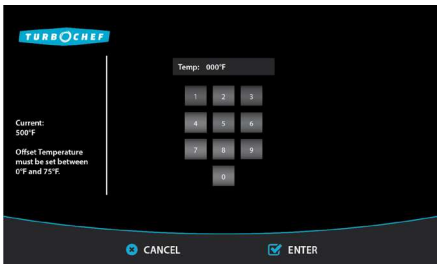 TURBOCHEF
Temp: 000°F
1 2 3
4 5 6
7 8 9
0
Current:
500°F
Offset Temperature
must be set between
0°F and 75°F.
CANCEL ENTER